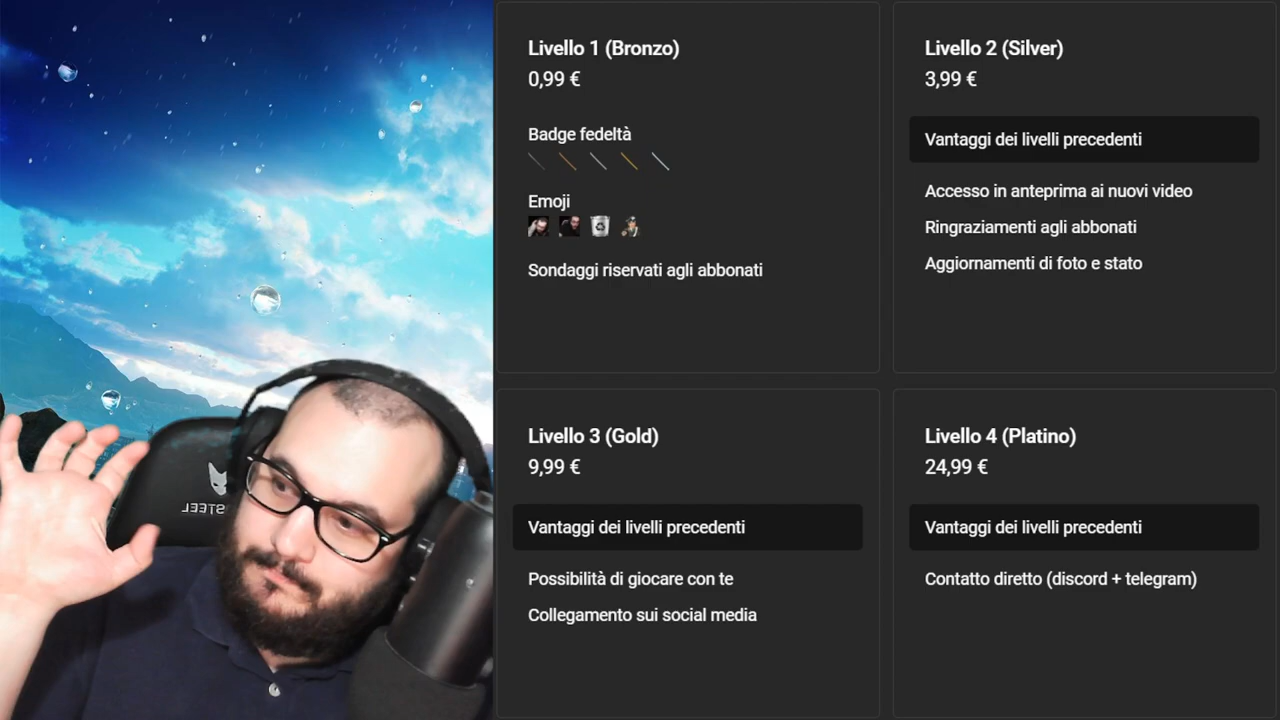 Livello 1 (Bronzo)
0,99 €
Badge fedeltà
Emoji
Sondaggi riservati agli abbonati
Livello 2 (Silver)
3,99 €
Vantaggi dei livelli precedenti
Accesso in anteprima ai nuovi video
Ringraziamenti agli abbonati
Aggiornamenti di foto e stato
Livello 3 (Gold)
9,99 €
Vantaggi dei livelli precedenti
Possibilità di giocare con te
Collegamento sui social media
Livello 4 (Platino)
24,99 €
Vantaggi dei livelli precedenti
Contatto diretto (discord + telegram)
STEEL